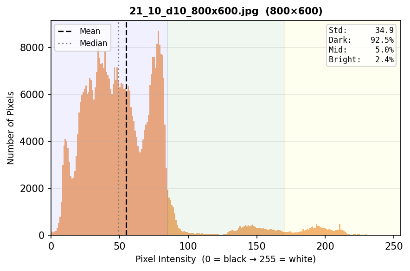 21_10_d10_800x600.jpg (800×600)
Mean
Median
Std: 34.9
Dark: 92.5%
Mid: 5.0%
Bright: 2.4%
Number of Pixels
8000
6000
4000
2000
0
0 50 100 150 200 250
Pixel Intensity (0 = black → 255 = white)